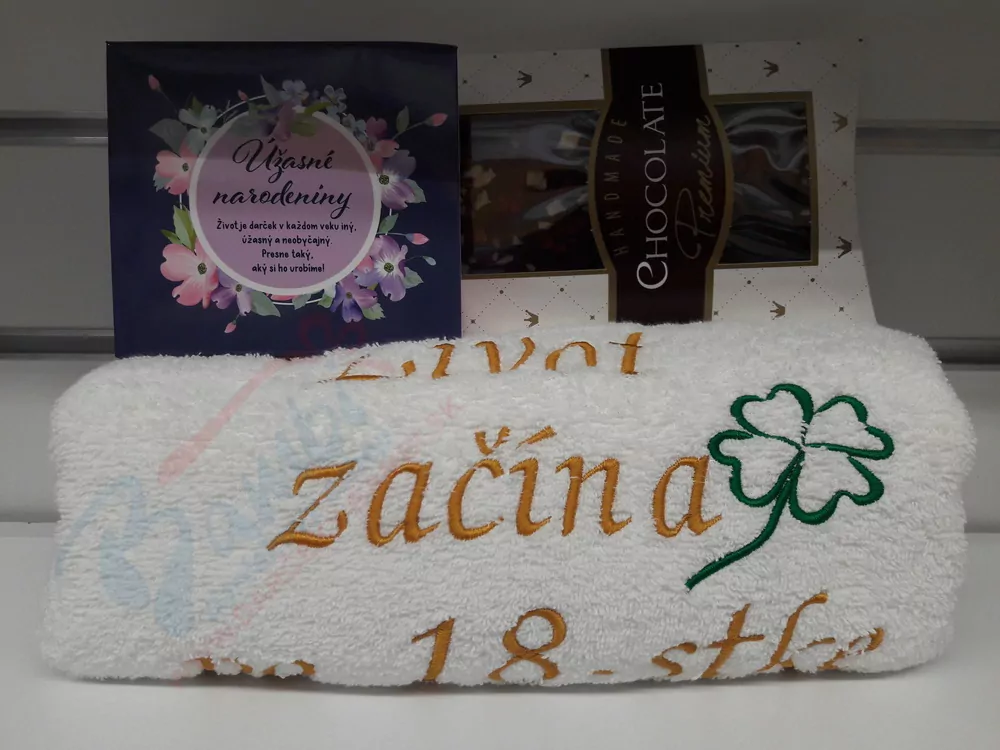 Úžasné
narodeniny
Život je darček v každom veku iný,
úžasný a neobyčajný.
Presne taký,
aký si ho urobíme!
HANDMADE
CHOCOLATE
Premium
Život
začína
po 18-stke